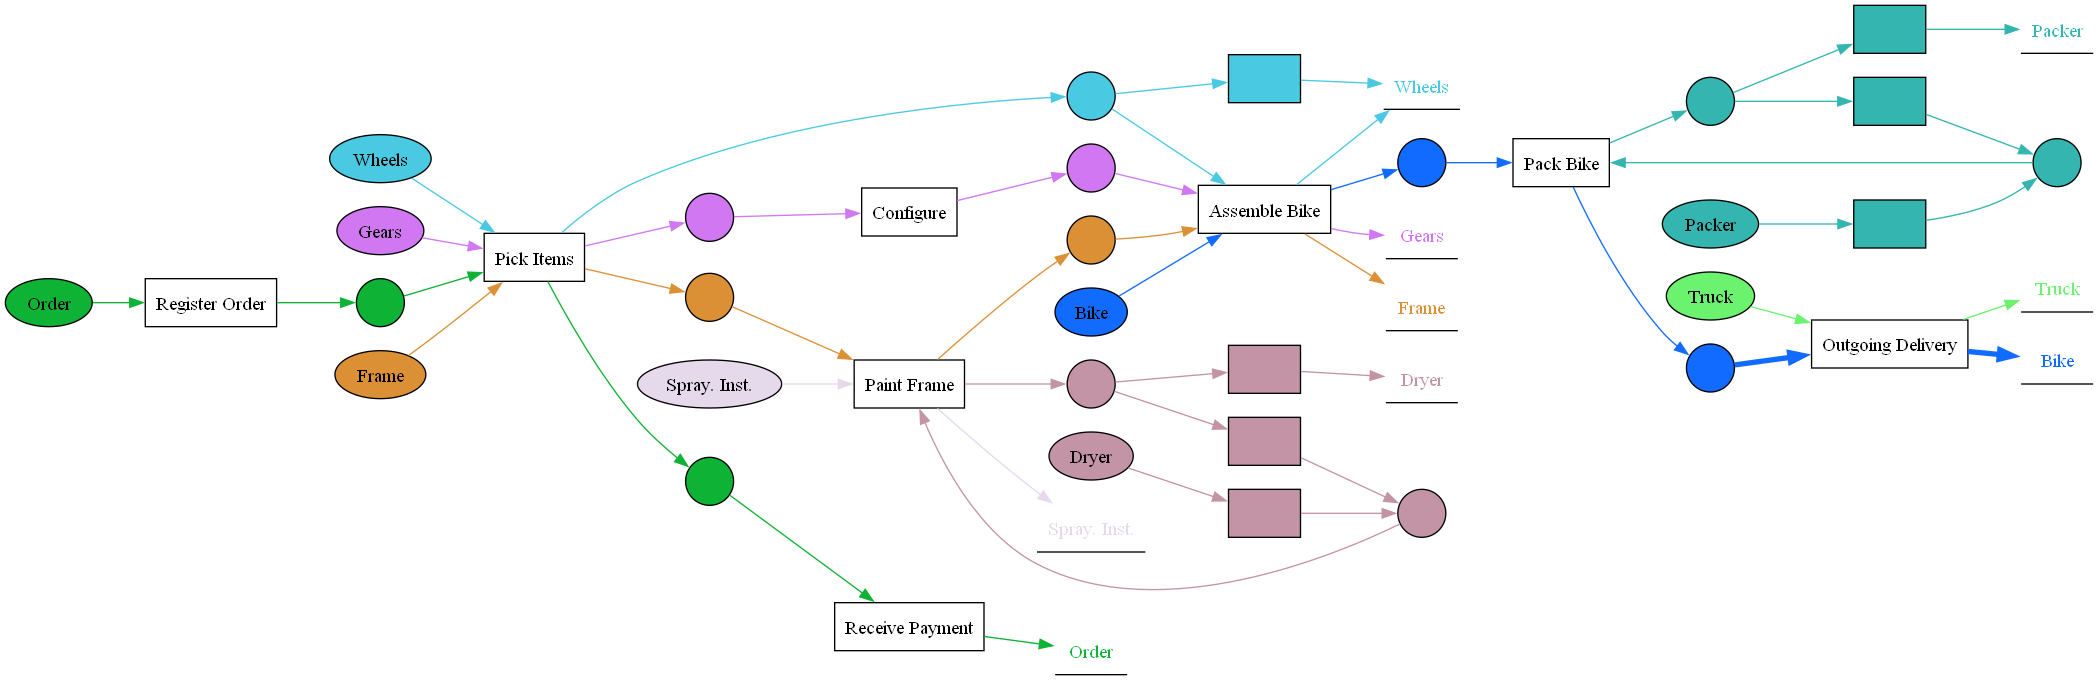 Packer
Wheels
Wheels
Pack Bike
Configure
Assemble Bike
Gears
Packer
Gears
Pick Items
Truck
Truck
Order
Register Order
Bike
Frame
Outgoing Delivery
Bike
Frame
Spray. Inst.
Paint Frame
Dryer
Dryer
Spray. Inst.
Receive Payment
Order